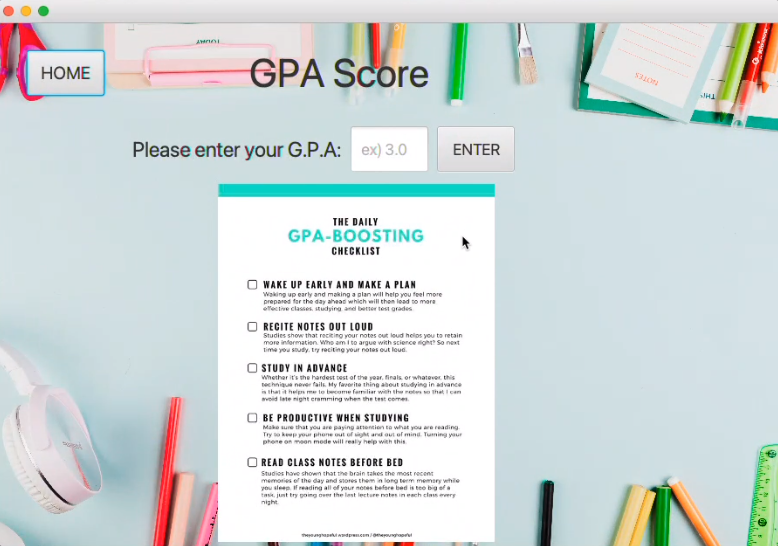 HOME
GPA Score
NOTES
Please enter your G.P.A:
ex) 3.0
ENTER
THE DAILY
GPA-BOOSTING
CHECKLIST
WAKE UP EARLY AND MAKE A PLAN
Waking up early and making a plan will help you feel more
prepared for the day ahead which will then lead to more
effective classes, studying, and better test grades.
RECITE NOTES OUT LOUD
Studies show that reciting your notes out loud helps you to retain
more information. Who am I to argue with science right? So next
time you study, try reciting your notes out loud.
STUDY IN ADVANCE
Whether it's the hardest test of the year, finals, or whatever, this
technique never fails. My favorite thing about studying in advance
is that it helps me to become familiar with the notes so that I can
avoid late night cramming when the test comes.
BE PRODUCTIVE WHEN STUDYING
Make sure that you are paying attention to what you are reading.
Try to keep your phone out of sight and out of mind. Turning your
phone on moon mode will really help with this.
READ CLASS NOTES BEFORE BED
Studies have shown that the brain takes the most recent
memories of the day and stores them in long term memory while
you sleep. If reading all of your notes before bed is too big of a
task, just try going over the last lecture notes in each class every
night.
theyounghopeful.wordpress.com / @theyounghopeful